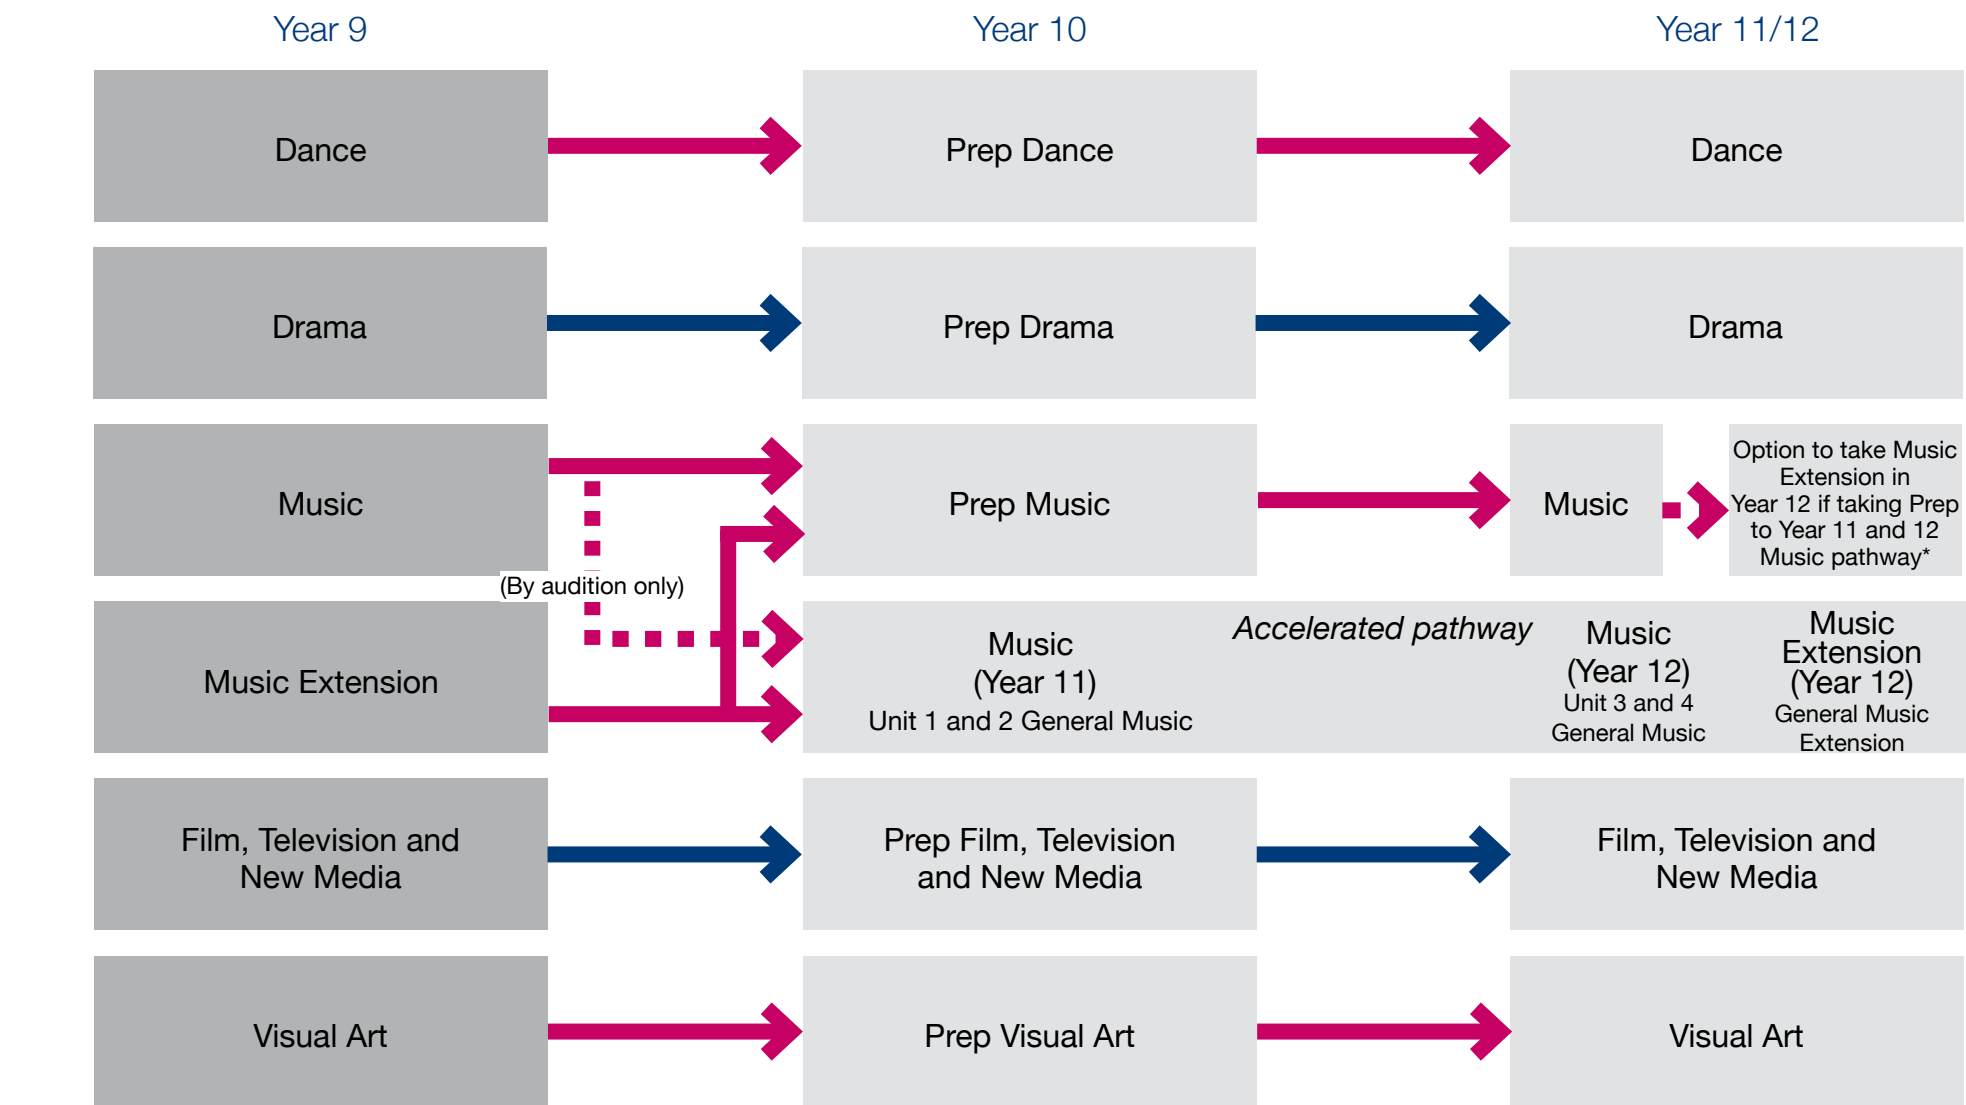 Year 9
Year 10
Year 11/12
Dance
Prep Dance
Dance
Drama
Prep Drama
Drama
Music
Prep Music
Music
Option to take Music
Extension in
Year 12 if taking Prep
to Year 11 and 12
Music pathway*
(By audition only)
Music Extension
Music
(Year 11)
Unit 1 and 2 General Music
Accelerated pathway
Music
(Year 12)
Unit 3 and 4
General Music
Music
Extension
(Year 12)
General Music
Extension
Film, Television and
New Media
Prep Film, Television
and New Media
Film, Television and
New Media
Visual Art
Prep Visual Art
Visual Art